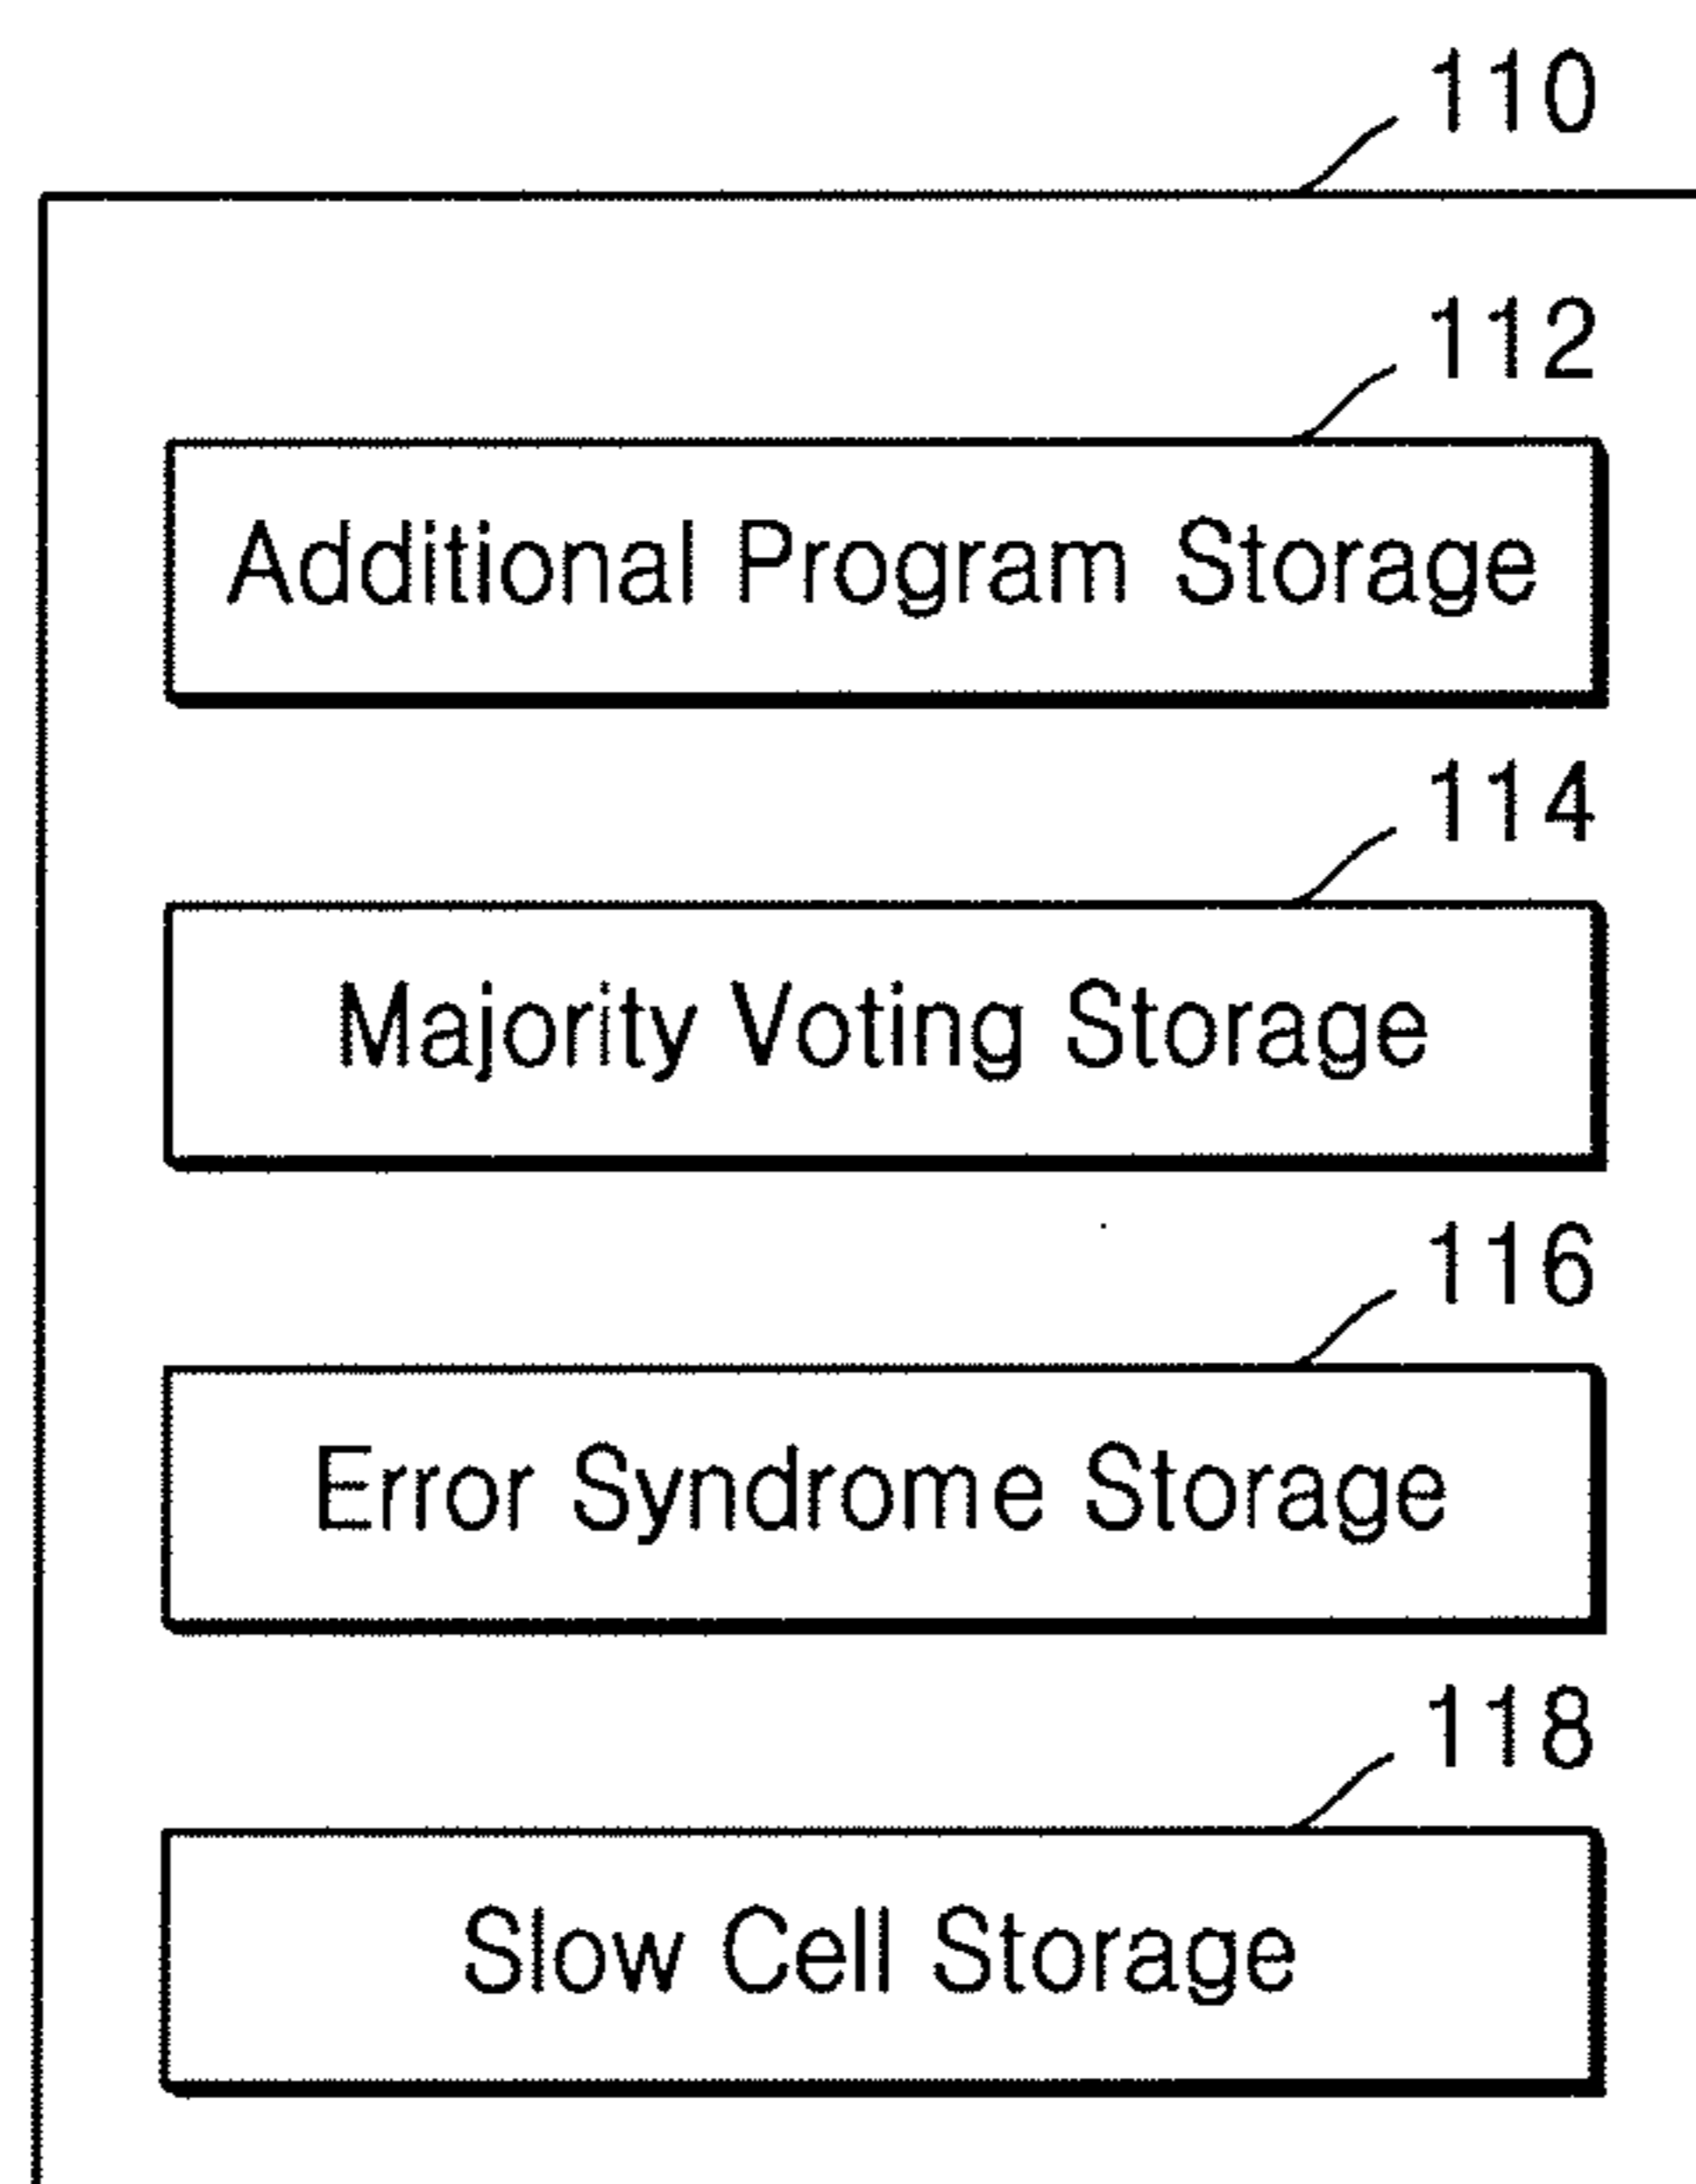 110
112
Additional Program Storage
114
Majority Voting Storage
116
Error Syndrome Storage
118
Slow Cell Storage